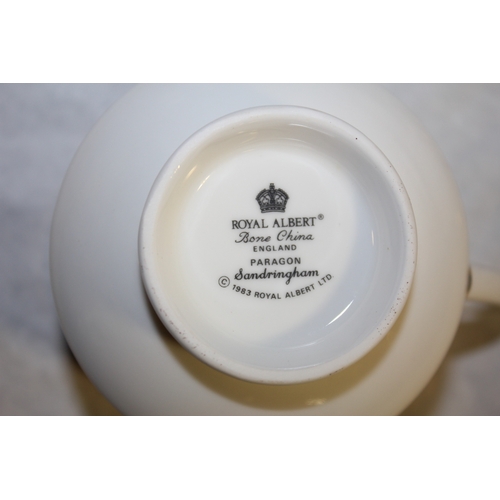 ROYAL ALBERT®
Bone China
ENGLAND
PARAGON
Sandringham
© 1983 ROYAL ALBERT LTD.